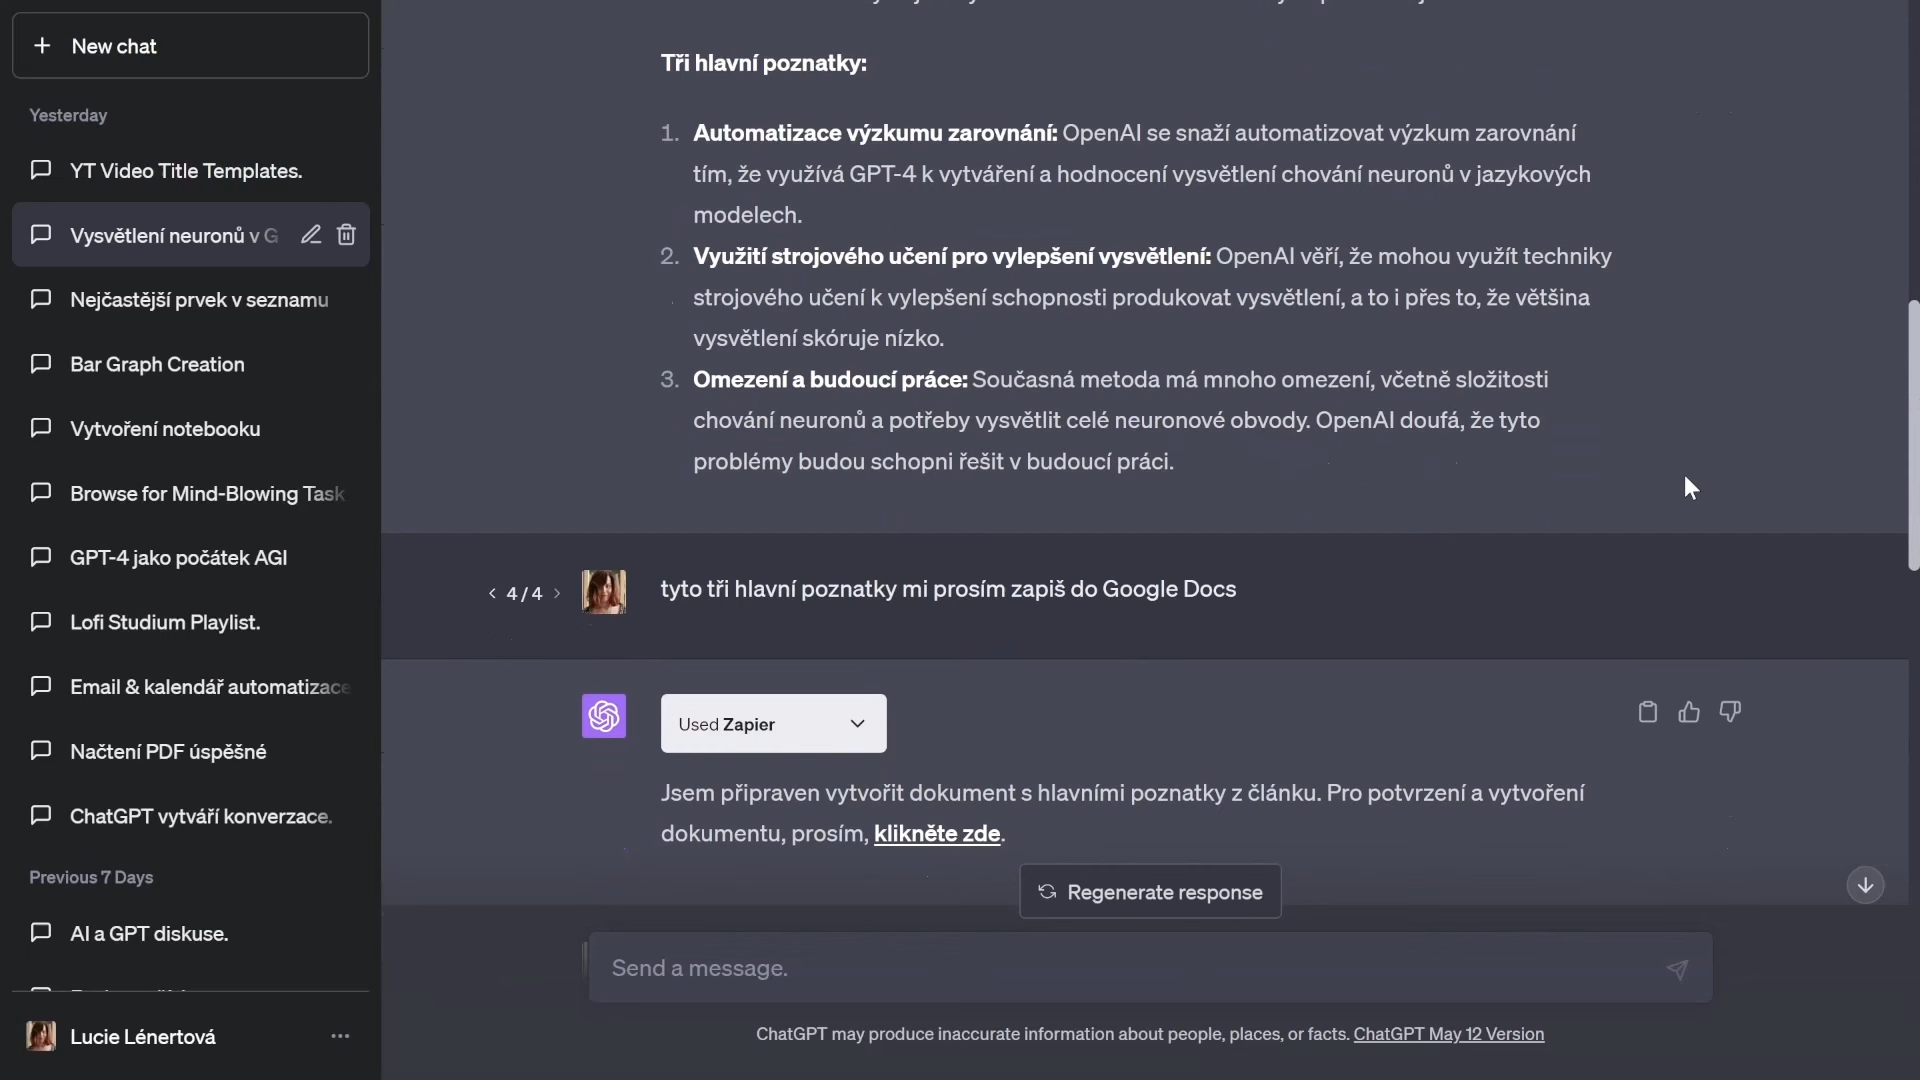 New chat
Yesterday
YT Video Title Templates.
Vysvětlení neuronů v G
Nejčastější prvek v seznamu
Bar Graph Creation
Vytvoření notebooku
Browse for Mind-Blowing Task
GPT-4 jako počátek AGI
Lofi Studium Playlist.
Email & kalendář automatizace
Načtení PDF úspěšné
ChatGPT vytváří konverzace.
Previous 7 Days
AI a GPT diskuse.
Lucie Lénertová
Tři hlavní poznatky:
1. Automatizace výzkumu zarovnání: OpenAI se snaží automatizovat výzkum zarovnání
tím, že využívá GPT-4 k vytváření a hodnocení vysvětlení chování neuronů v jazykových
modelech.
2. Využití strojového učení pro vylepšení vysvětlení: OpenAI věří, že mohou využít techniky
strojového učení k vylepšení schopnosti produkovat vysvětlení, a to i přes to, že většina
vysvětlení skóruje nízko.
3. Omezení a budoucí práce: Současná metoda má mnoho omezení, včetně složitosti
chování neuronů a potřeby vysvětlit celé neuronové obvody. OpenAI doufá, že tyto
problémy budou schopni řešit v budoucí práci.
4 / 4
tyto tři hlavní poznatky mi prosím zapiš do Google Docs
Used Zapier
Jsem připraven vytvořit dokument s hlavními poznatky z článku. Pro potvrzení a vytvoření
dokumentu, prosím, klikněte zde.
Regenerate response
Send a message.
ChatGPT may produce inaccurate information about people, places, or facts. ChatGPT May 12 Version